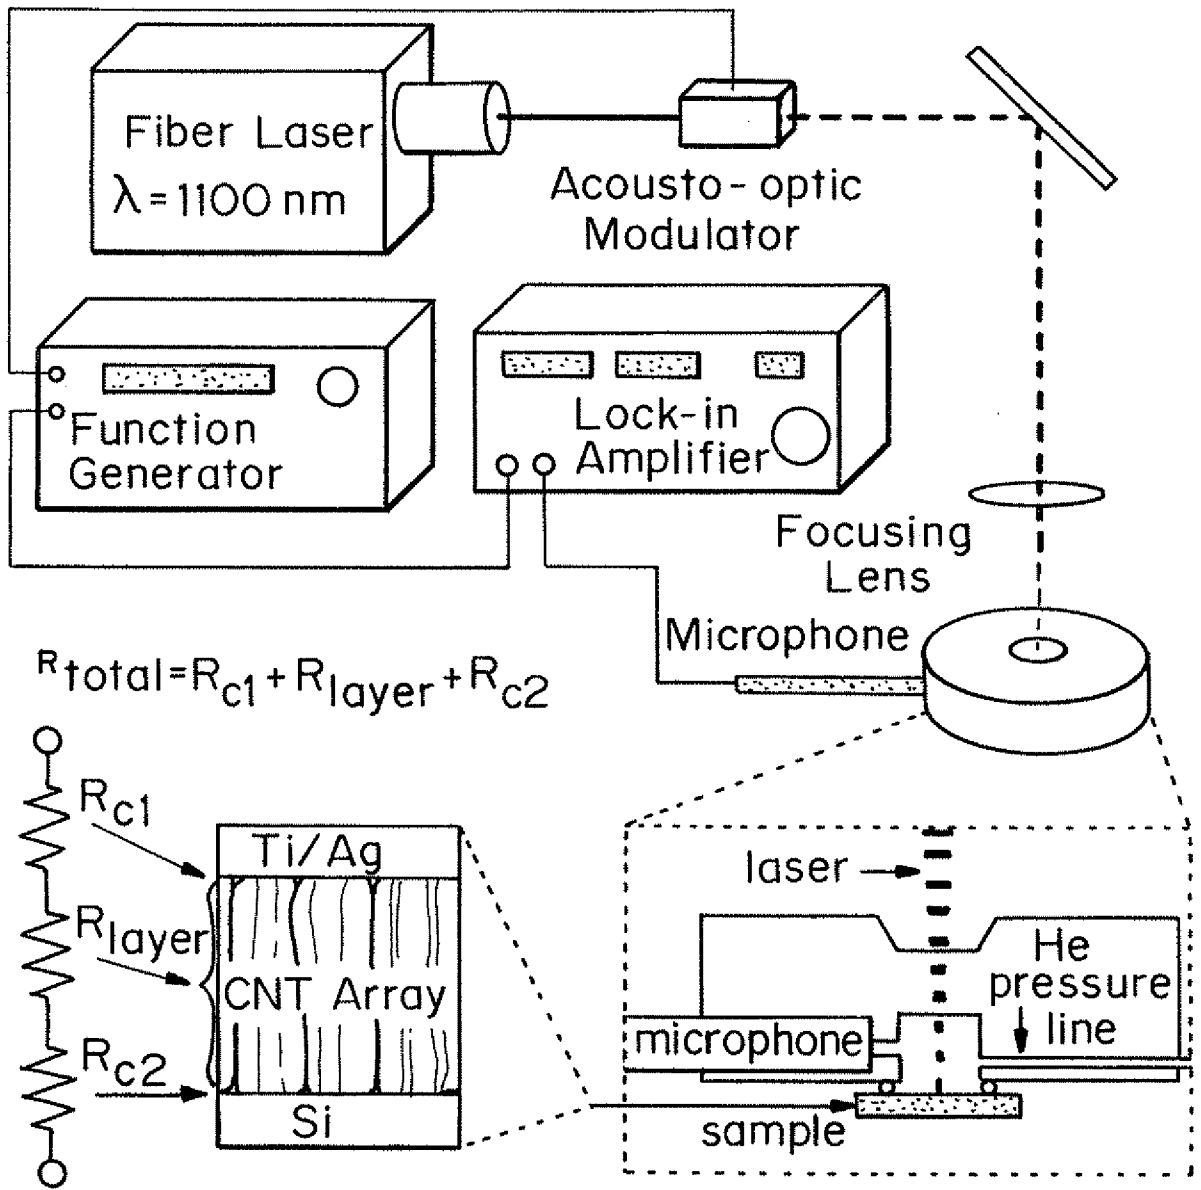 Fiber Laser
λ = 1100 nm
Acousto-optic
Modulator
Function
Generator
Lock-in
Amplifier
Focusing
Lens
Microphone
R total = Rc1 + Rlayer + Rc2
Rc1
Ti/Ag
Rlayer
CNT Array
Rc2
Si
laser
He
pressure
line
microphone
sample